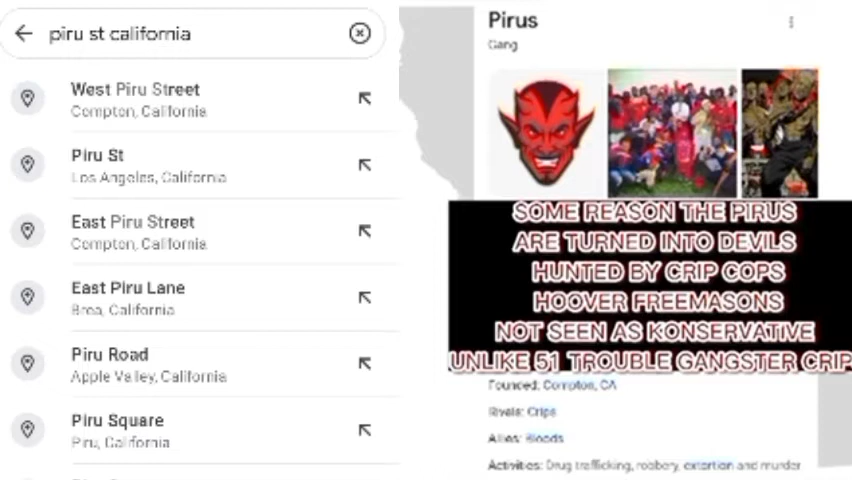 piru st california
West Piru Street
Compton, California
Piru St
Los Angeles, California
East Piru Street
Compton, California
East Piru Lane
Brea, California
Piru Road
Apple Valley, California
Piru Square
Piru, California
Pirus
Gang
SOME REASON THE PIRUS
ARE TURNED INTO DEVILS
HUNTED BY CRIP COPS
HOOVER FREEMASONS
NOT SEEN AS KONSERVATIVE
UNLIKE 51 TROUBLE GANGSTER CRIP
Founded: Compton, CA
Rivals: Crips
Allies: Bloods
Activities: Drug trafficking, robbery, extortion and murder